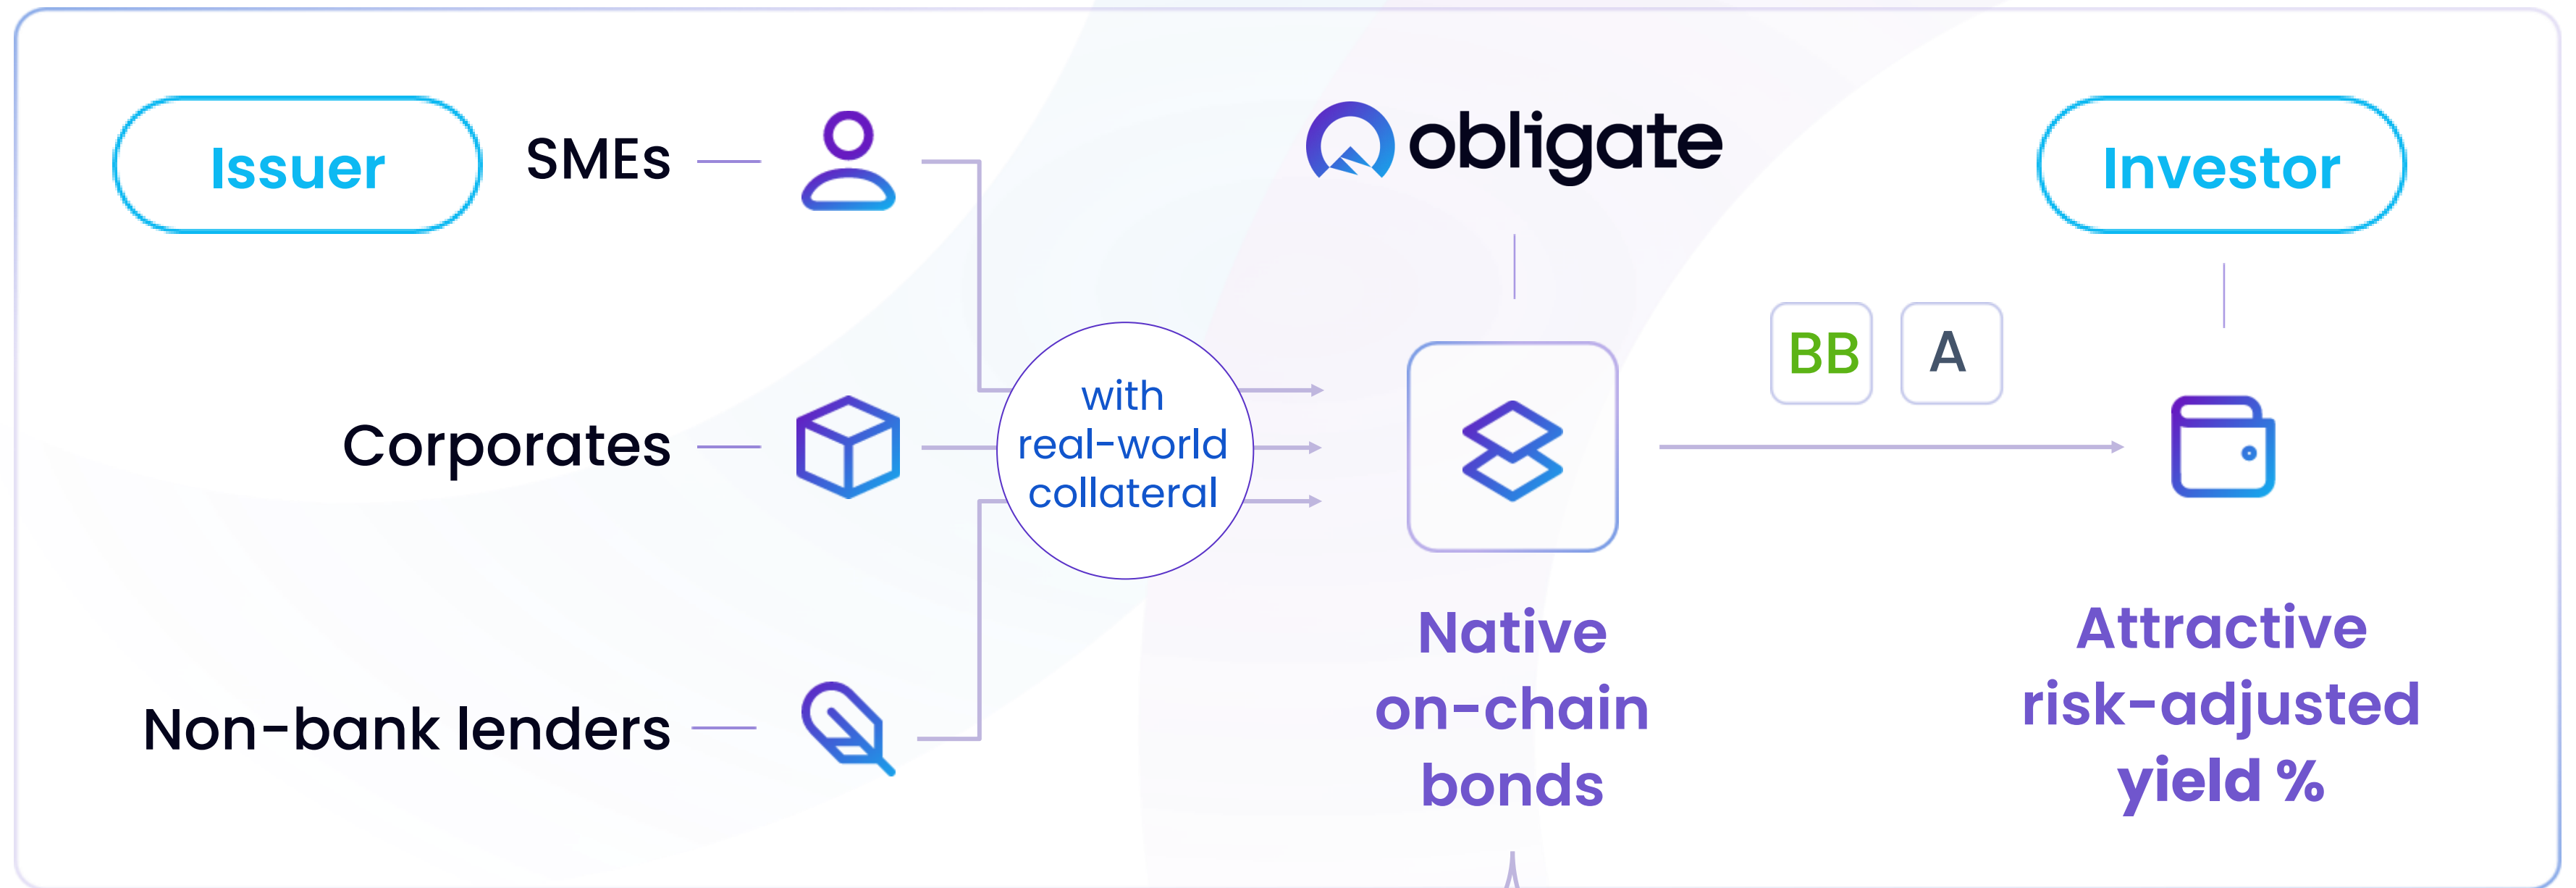 Issuer
SMEs
Corporates
Non-bank lenders
with
real-world
collateral
obligate
Native
on-chain
bonds
BB
A
Investor
Attractive
risk-adjusted
yield %